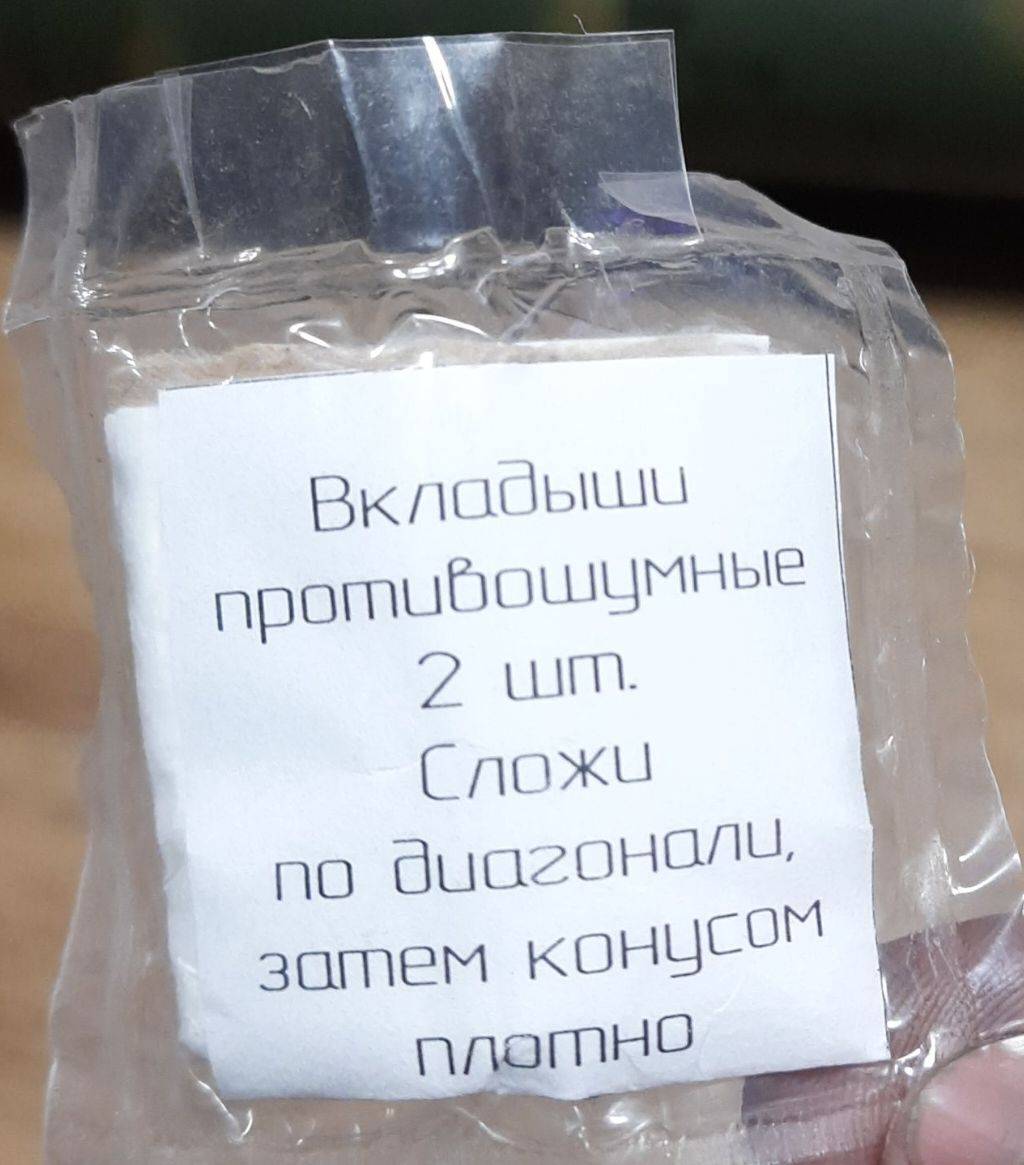 Вкладыши
противошумные
2 шт.
Сложи
по диагонали,
затем конусом
плотно